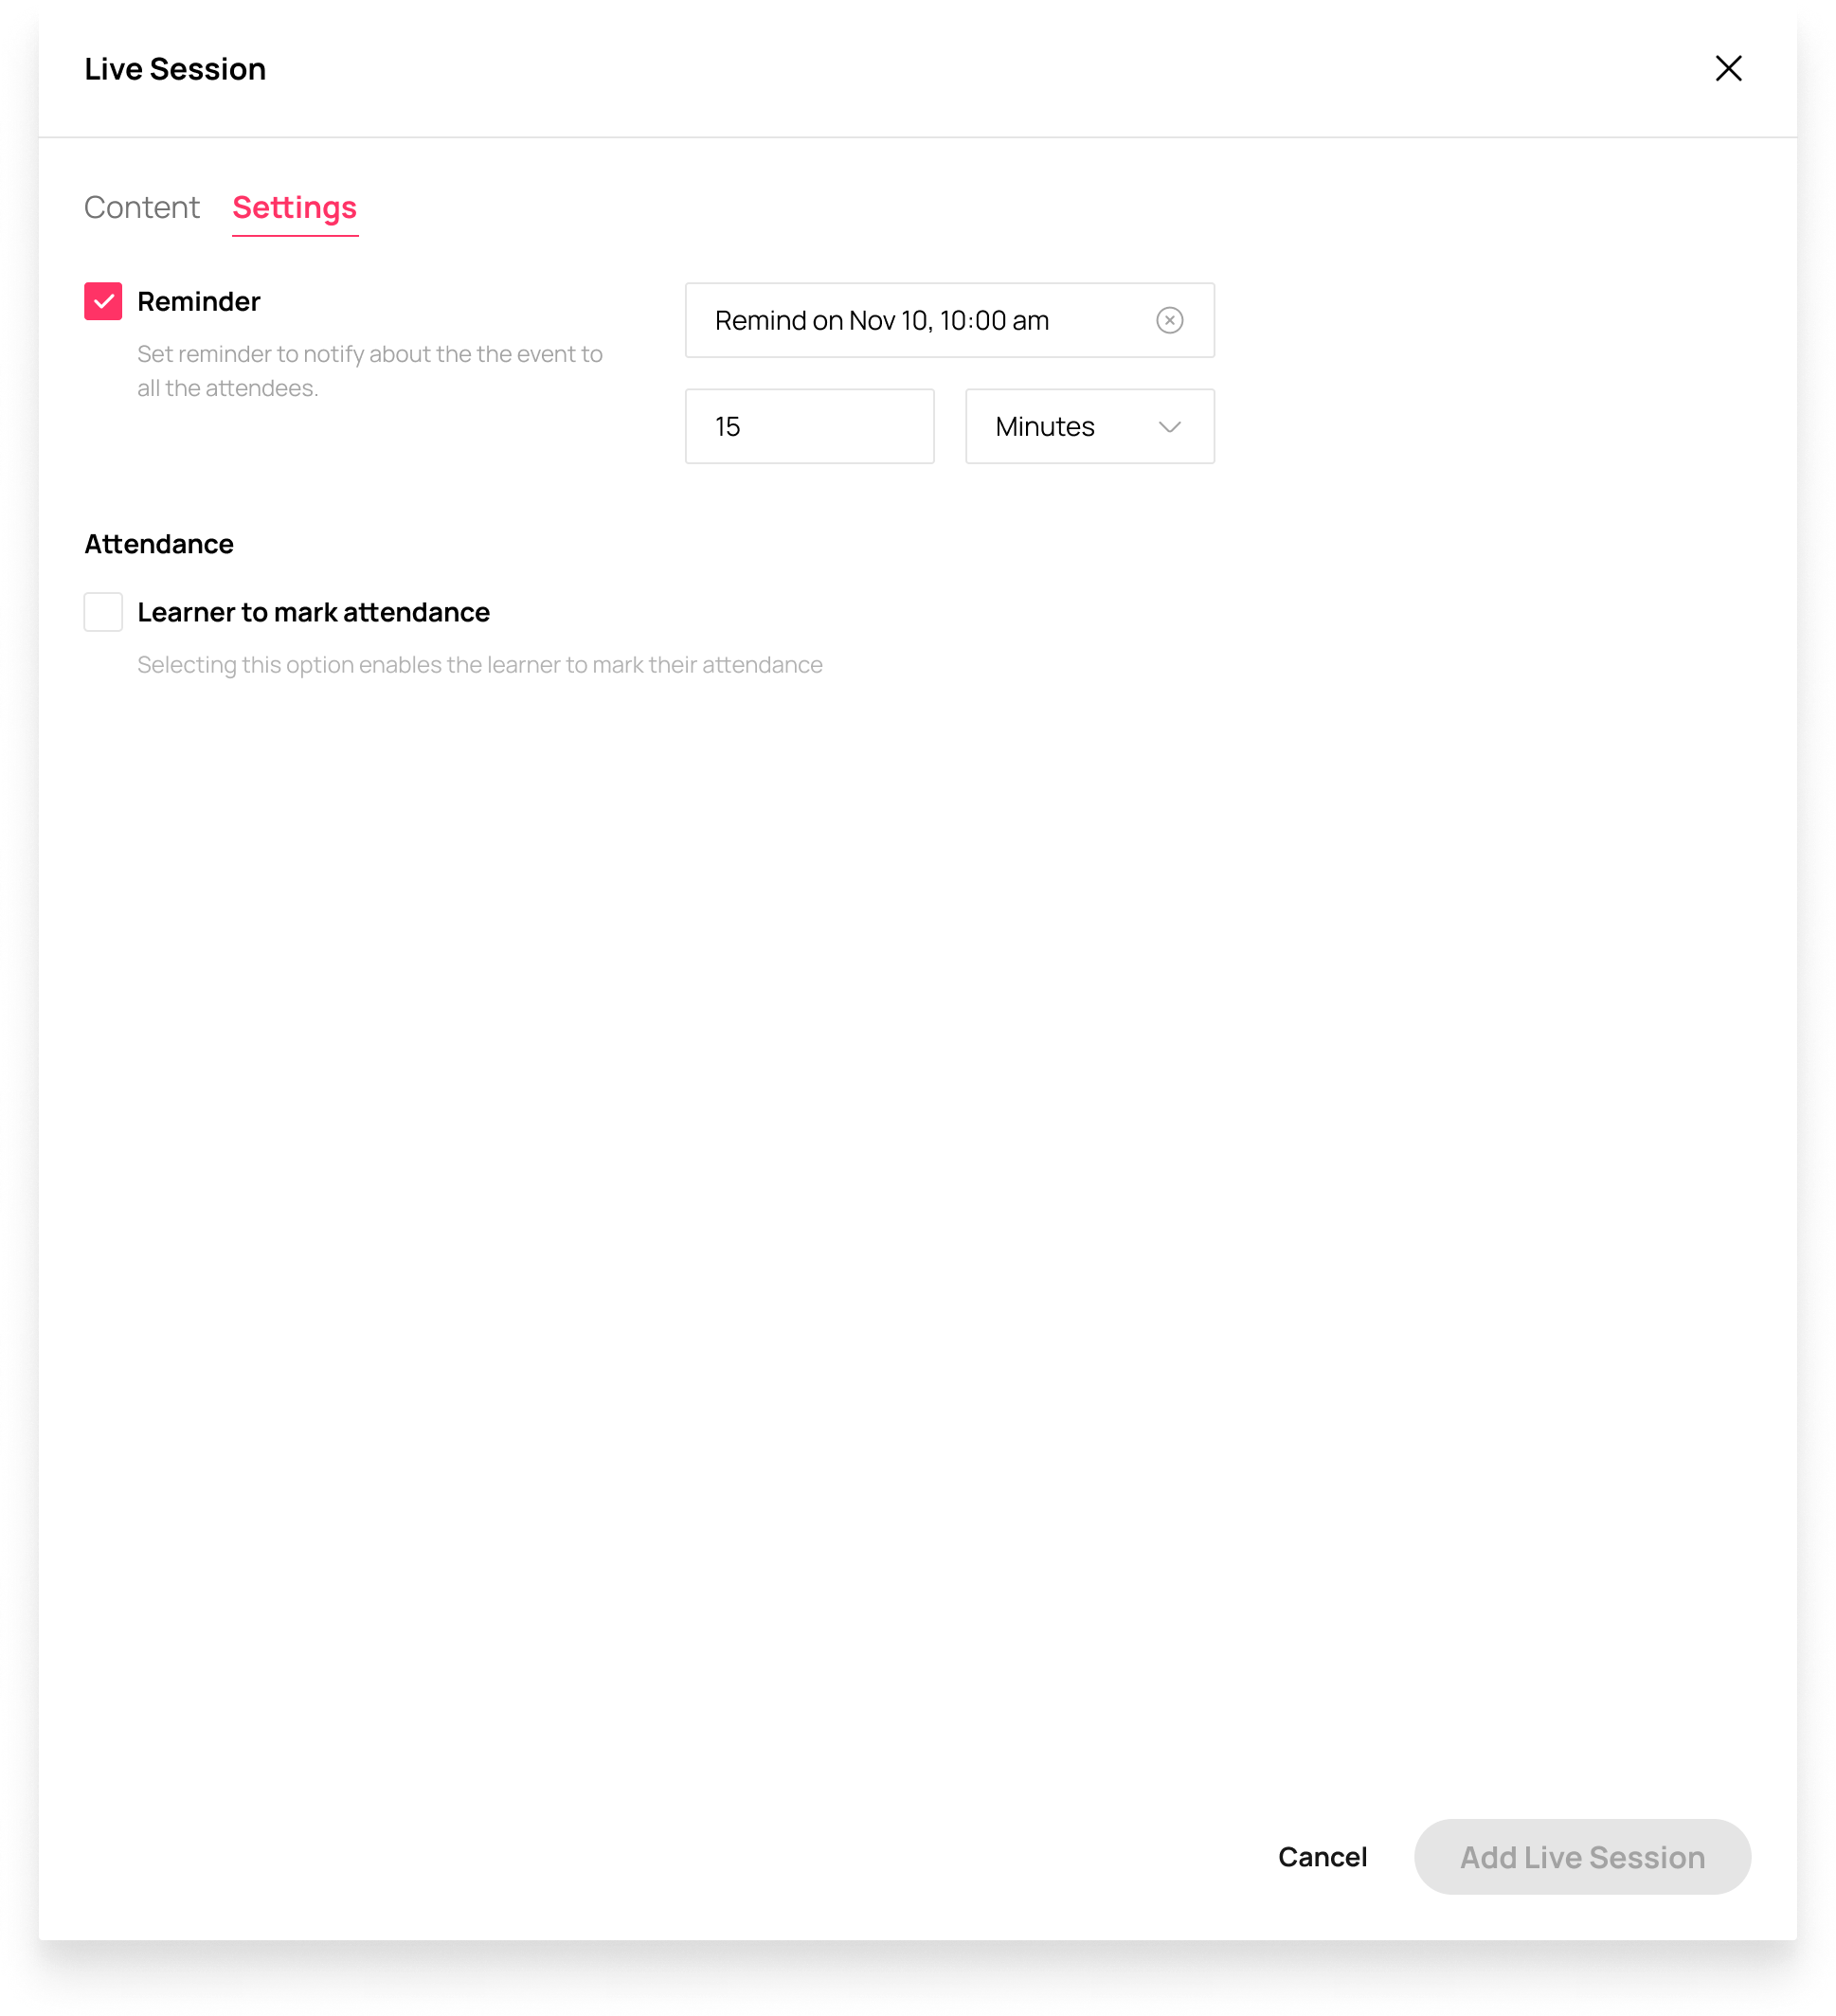 Live Session
Content Settings
Reminder
Set reminder to notify about the the event to
all the attendees.
Remind on Nov 10, 10:00 am
15
Minutes
Attendance
Learner to mark attendance
Selecting this option enables the learner to mark their attendance
Cancel
Add Live Session